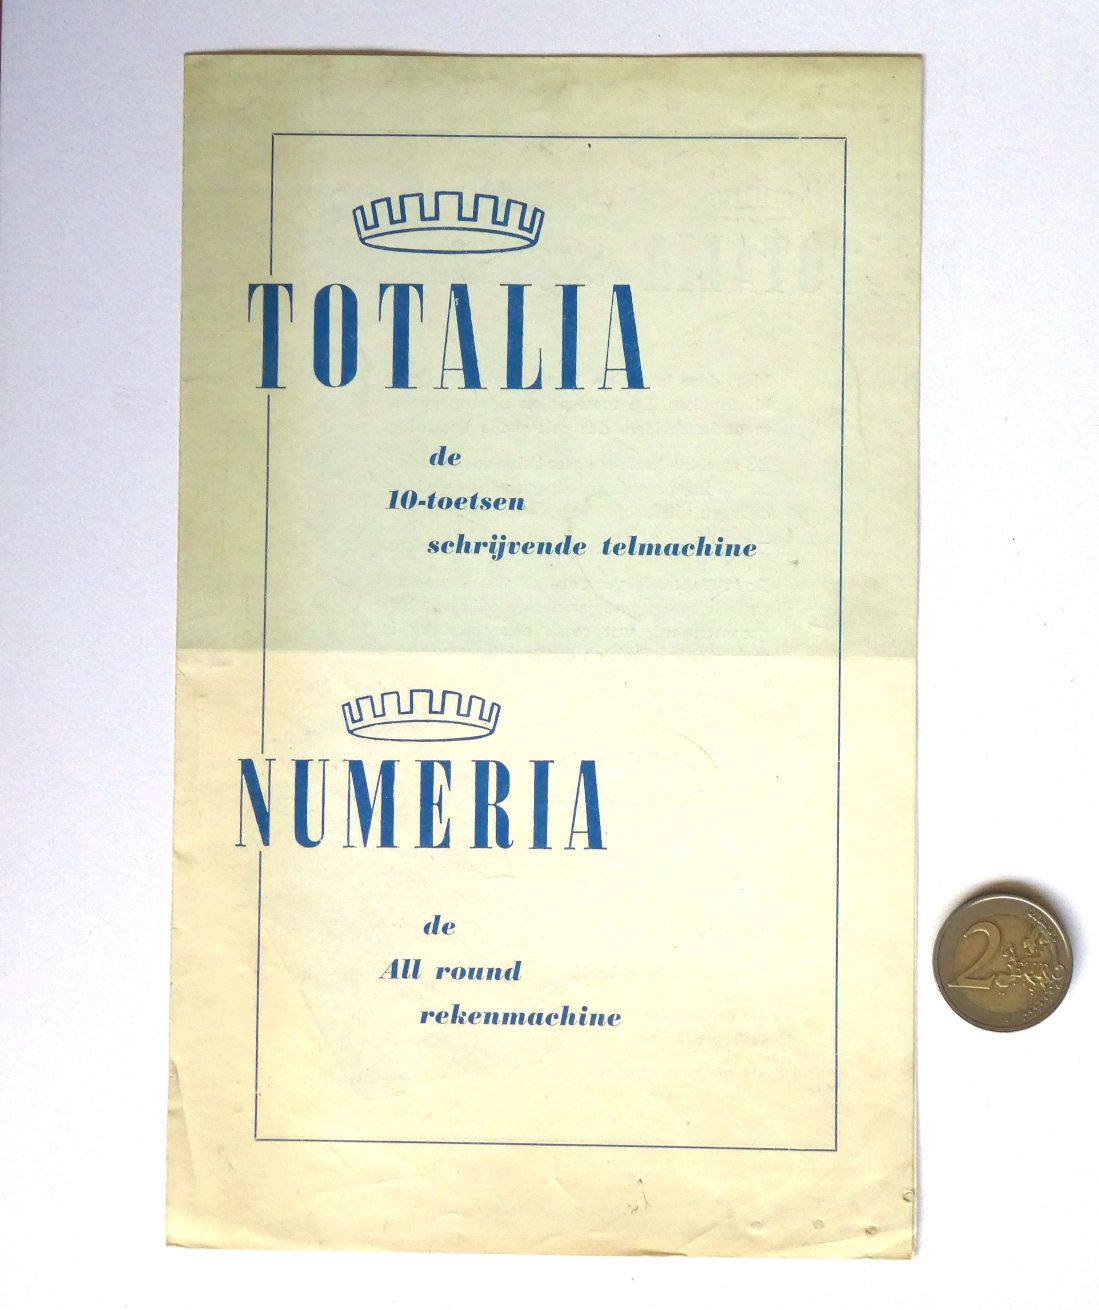 TOTALIA
de
10-toetsen
schrijvende telmachine
NUMERIA
de
All round
rekenmachine
2 EURO